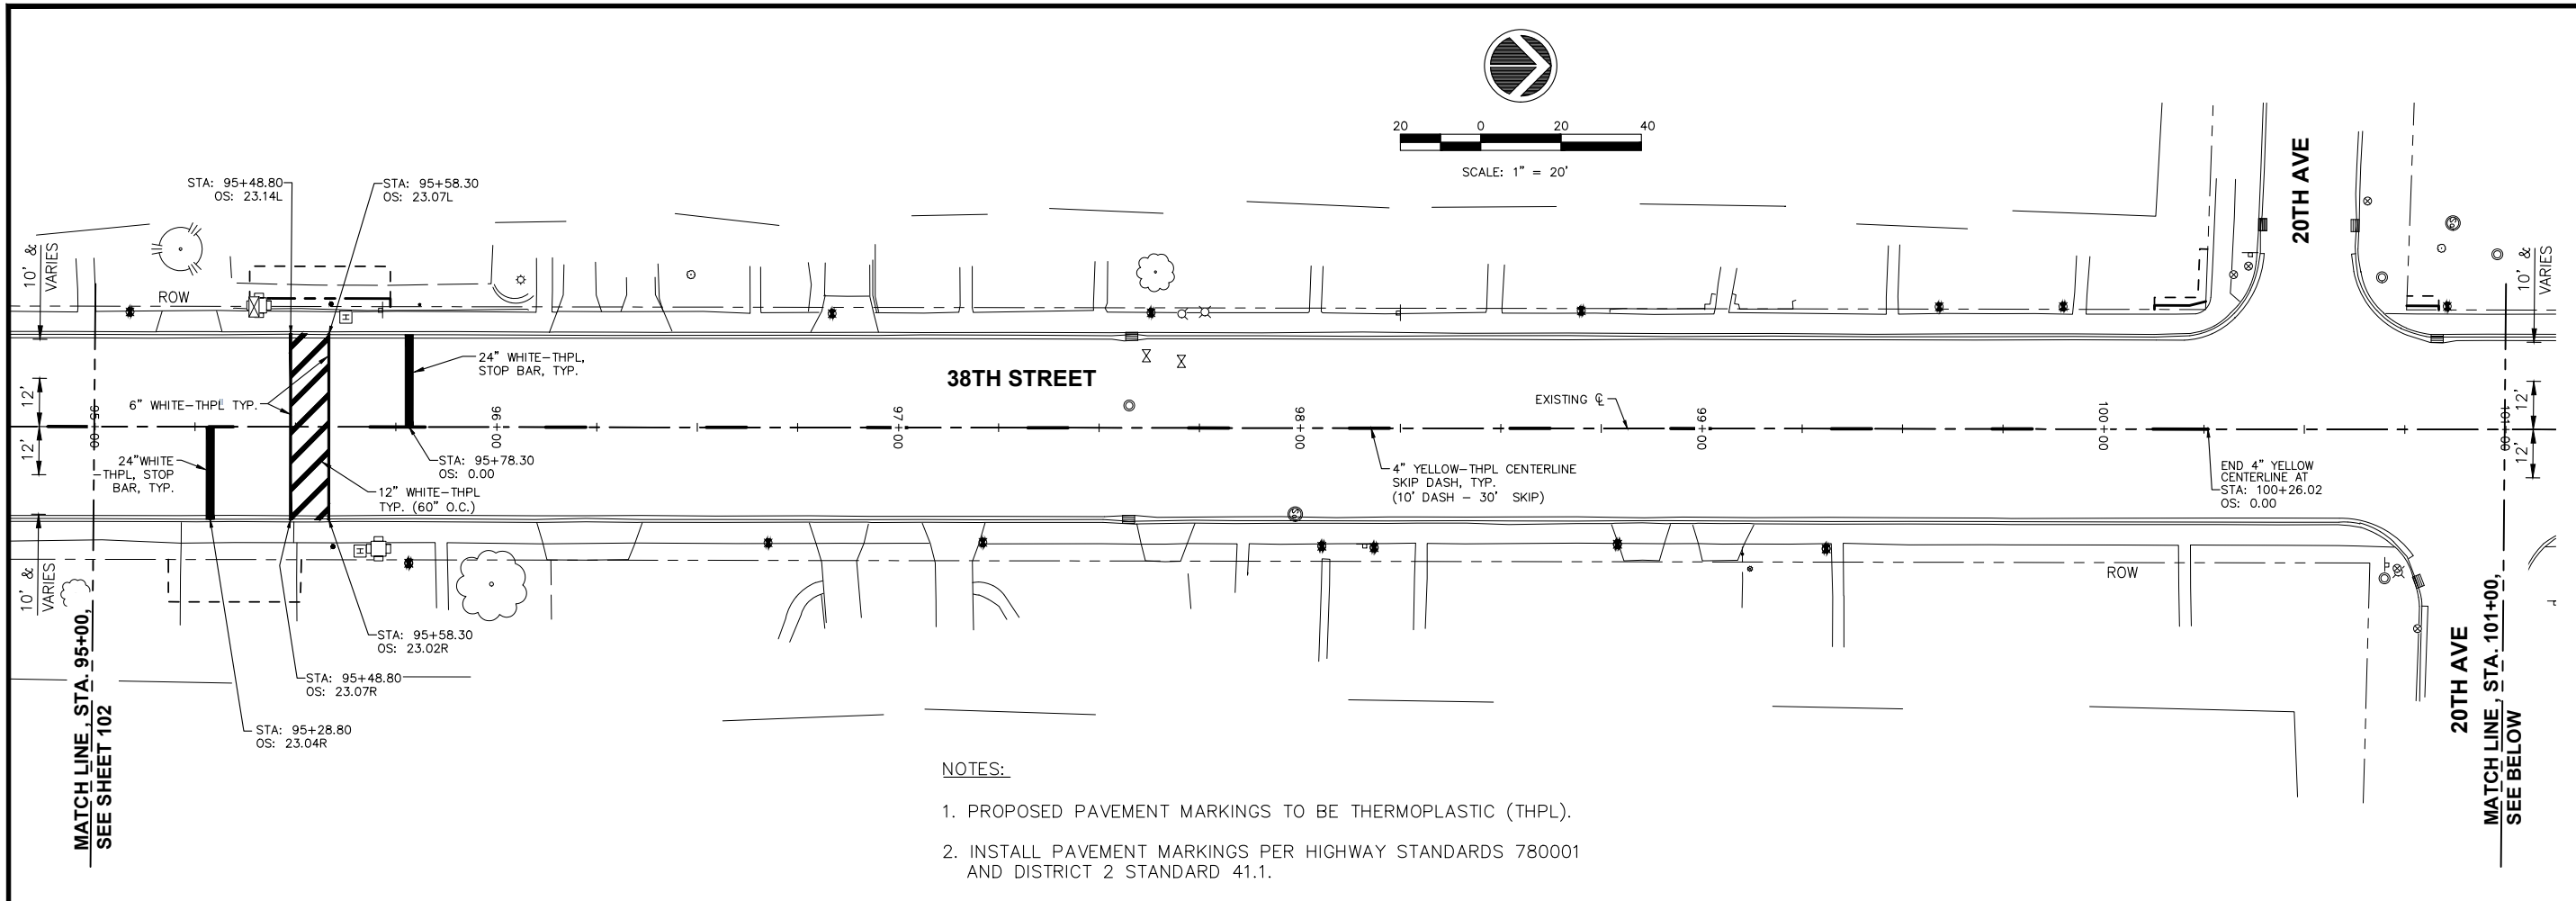 20 0 20 40
SCALE: 1" = 20'
STA: 95+48.80
OS: 23.14L
STA: 95+58.30
OS: 23.07L
20TH AVE
10' &
VARIES
ROW
10' &
VARIES
24" WHITE-THPL,
STOP BAR, TYP.
38TH STREET
12'
6" WHITE-THPL TYP.
EXISTING ℄
12'
95+00
96+00
97+00
98+00
99+00
100+00
101+00
12'
24"WHITE
-THPL, STOP
BAR, TYP.
STA: 95+78.30
OS: 0.00
12" WHITE-THPL
TYP. (60" O.C.)
4" YELLOW-THPL CENTERLINE
SKIP DASH, TYP.
(10' DASH - 30' SKIP)
END 4" YELLOW
CENTERLINE AT
STA: 100+26.02
OS: 0.00
12'
10' &
VARIES
ROW
STA: 95+58.30
OS: 23.02R
STA: 95+48.80
OS: 23.07R
STA: 95+28.80
OS: 23.04R
MATCH LINE, STA. 95+00,
SEE SHEET 102
20TH AVE
MATCH LINE, STA. 101+00,
SEE BELOW
NOTES:
1. PROPOSED PAVEMENT MARKINGS TO BE THERMOPLASTIC (THPL).
2. INSTALL PAVEMENT MARKINGS PER HIGHWAY STANDARDS 780001
AND DISTRICT 2 STANDARD 41.1.